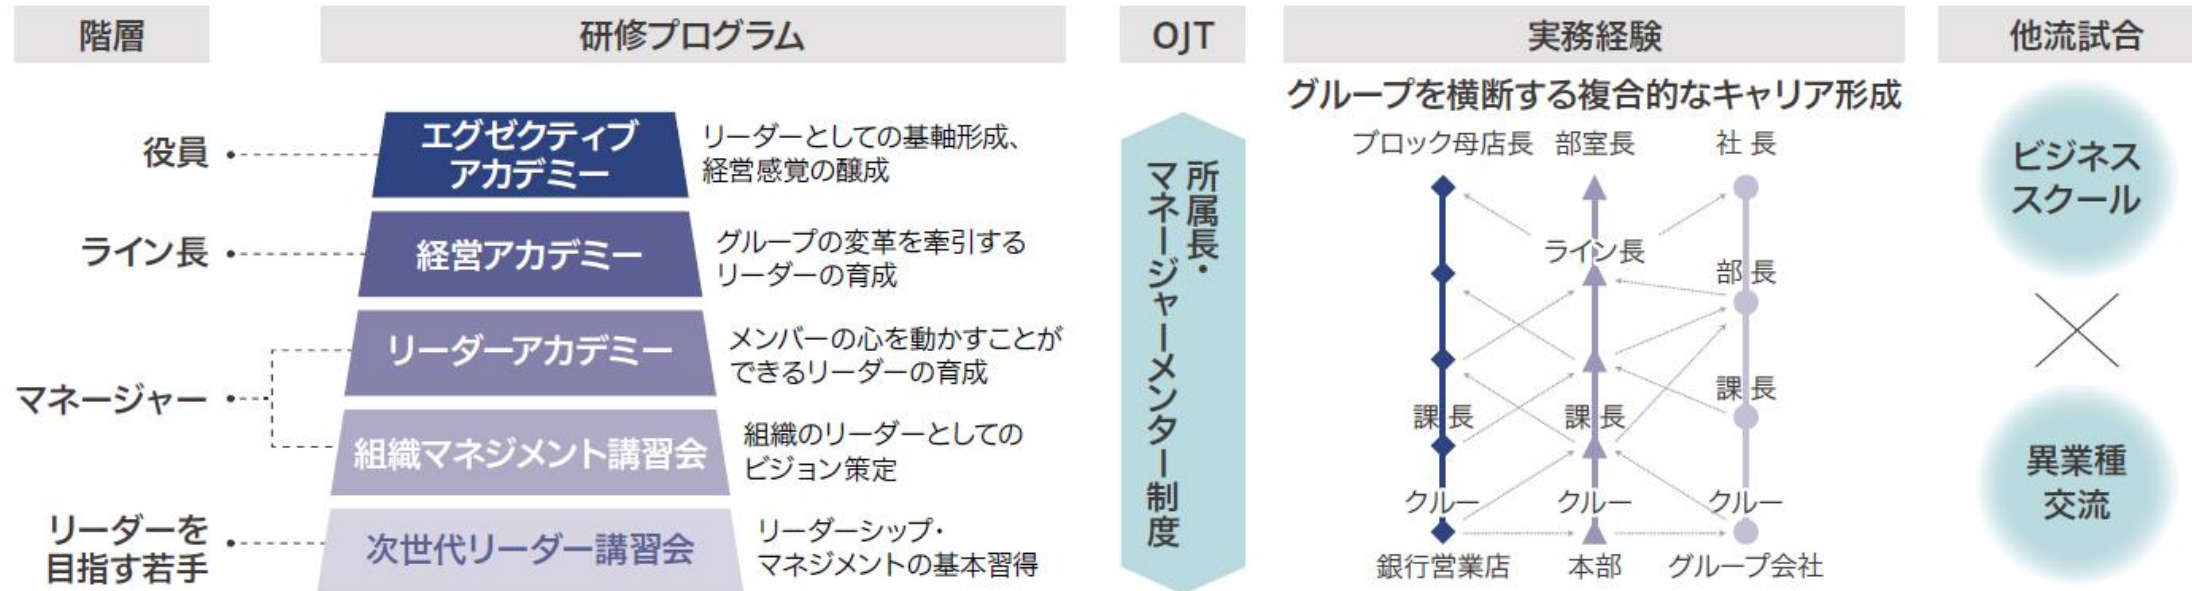 階層
研修プログラム
OJT
実務経験
他流試合
役員
エグゼクティブ
アカデミー
リーダーとしての基軸形成、
経営感覚の醸成
ライン長
経営アカデミー
グループの変革を牽引する
リーダーの育成
マネージャー
リーダーアカデミー
メンバーの心を動かすことが
できるリーダーの育成
組織マネジメント講習会
組織のリーダーとしての
ビジョン策定
リーダーを
目指す若手
次世代リーダー講習会
リーダーシップ・
マネジメントの基本習得
所属長・
マネージャーメンター制度
グループを横断する複合的なキャリア形成
ブロック母店長 部室長 社長
ライン長
部長
課長
課長 課長
クルー クルー クルー
銀行営業店 本部 グループ会社
ビジネス
スクール
異業種
交流